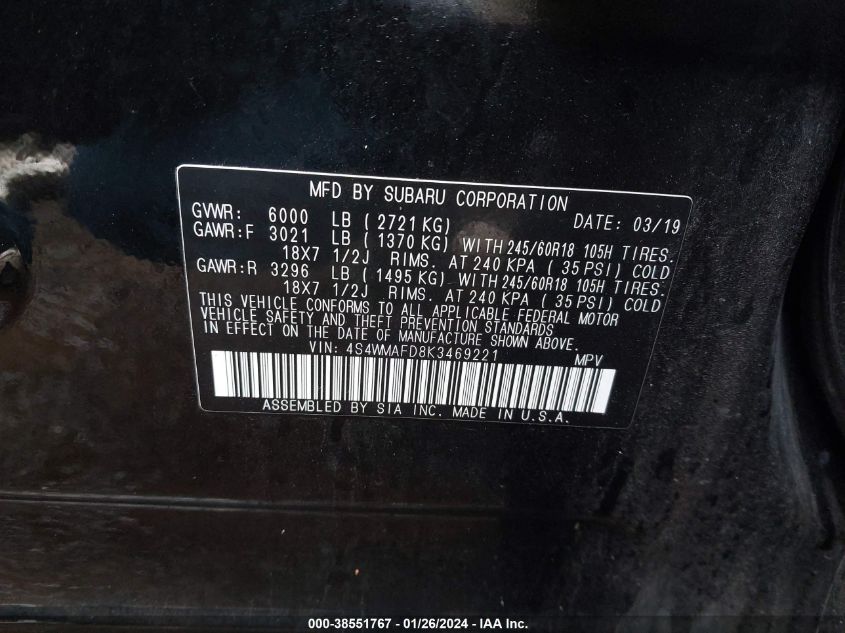 MFD BY SUBARU CORPORATION
GVWR: 6000 LB ( 2721 KG) DATE: 03/19
GAWR:F 3021 LB ( 1370 KG) WITH 245/60R18 105H TIRES.
18X7 1/2J RIMS. AT 240 KPA ( 35 PSI) COLD
GAWR:R 3296 LB ( 1495 KG) WITH 245/60R18 105H TIRES.
18X7 1/2J RIMS. AT 240 KPA ( 35 PSI) COLD
THIS VEHICLE CONFORMS TO ALL APPLICABLE FEDERAL MOTOR
VEHICLE SAFETY AND THEFT PREVENTION STANDARDS
IN EFFECT ON THE DATE OF MANUFACTURE SHOWN ABOVE.
VIN: 4S4WMAFD8K3469221 MPV
ASSEMBLED BY SIA INC. MADE IN U.S.A.
000-38551767 - 01/26/2024 - IAA Inc.